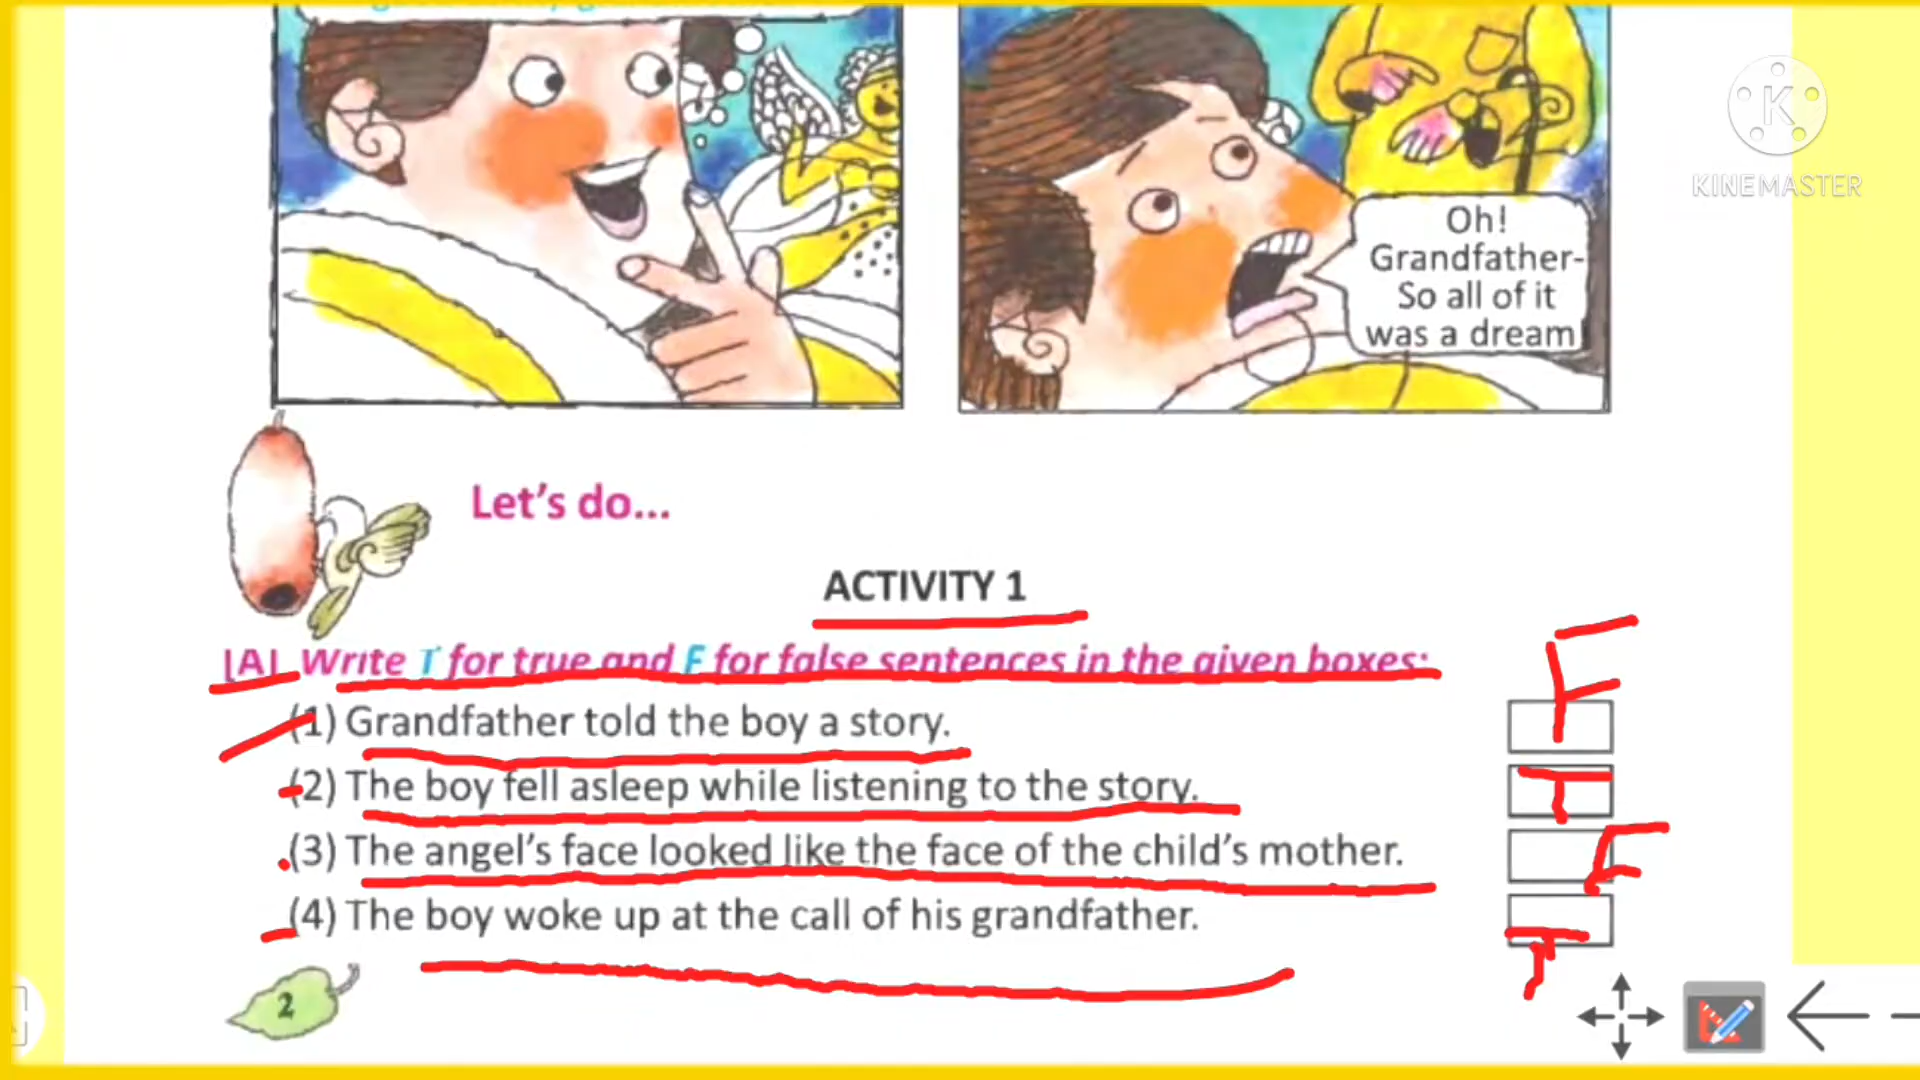 Oh!
Grandfather-
So all of it
was a dream
KINEMASTER
Let's do...
ACTIVITY 1
[A] Write T for true and F for false sentences in the given boxes:
(1) Grandfather told the boy a story. F
(2) The boy fell asleep while listening to the story. T
(3) The angel's face looked like the face of the child's mother. F
(4) The boy woke up at the call of his grandfather. T
2